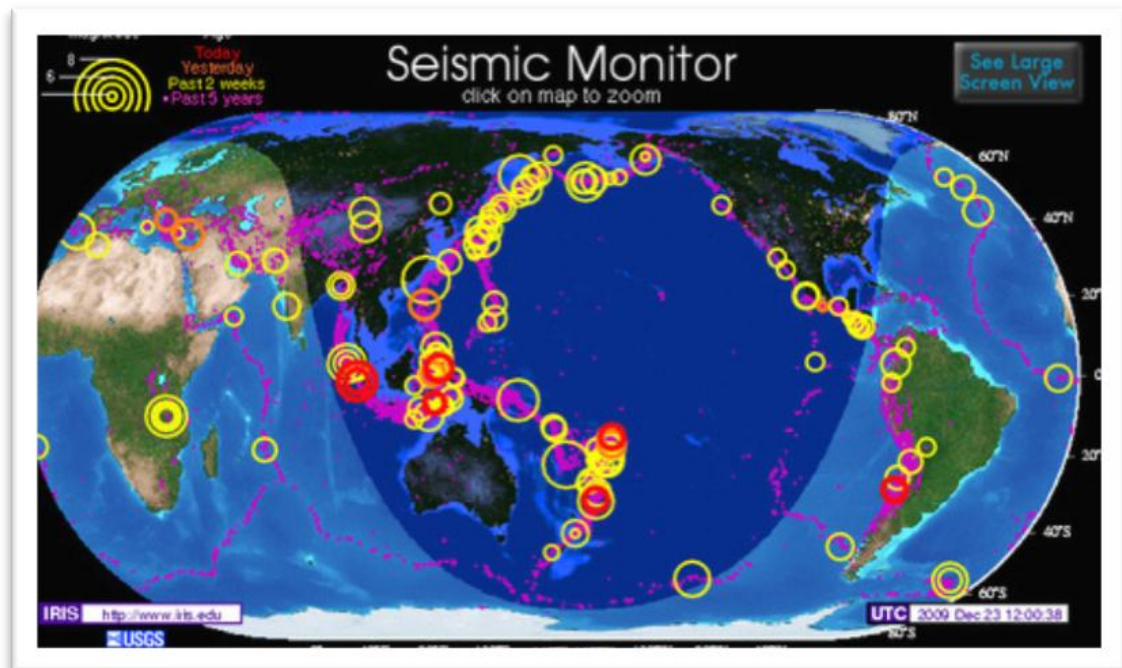 Today
Yesterday
Past 2 weeks
Past 5 years
8
6
Seismic Monitor
click on map to zoom
See Large
Screen View
80°N
60°N
40°N
20°
0°
20°
40°S
60°S
80°S
IRIS http://www.iris.edu
UTC 2009 Dec 23 12:00:38
USGS